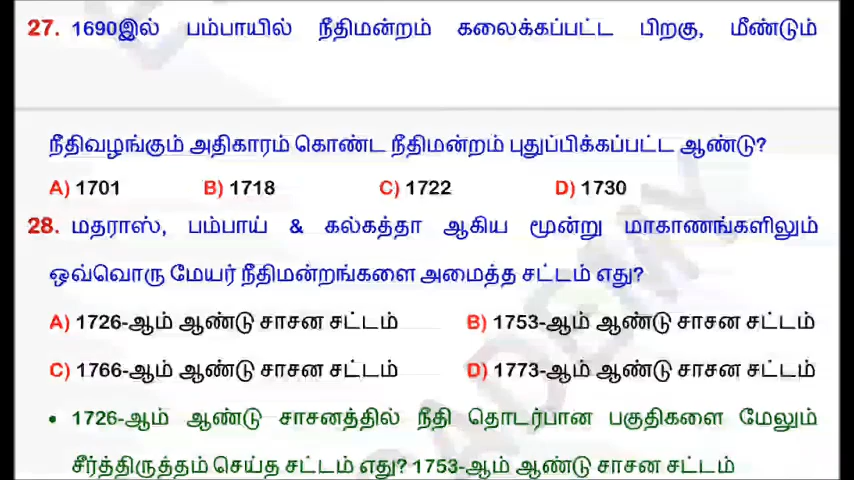 27. 1690இல் பம்பாயில் நீதிமன்றம் கலைக்கப்பட்ட பிறகு, மீண்டும்
நீதிவழங்கும் அதிகாரம் கொண்ட நீதிமன்றம் புதுப்பிக்கப்பட்ட ஆண்டு?
A) 1701 B) 1718 C) 1722 D) 1730
28. மதராஸ், பம்பாய் & கல்கத்தா ஆகிய மூன்று மாகாணங்களிலும்
ஒவ்வொரு மேயர் நீதிமன்றங்களை அமைத்த சட்டம் எது?
A) 1726-ஆம் ஆண்டு சாசன சட்டம் B) 1753-ஆம் ஆண்டு சாசன சட்டம்
C) 1766-ஆம் ஆண்டு சாசன சட்டம் D) 1773-ஆம் ஆண்டு சாசன சட்டம்
• 1726-ஆம் ஆண்டு சாசனத்தில் நீதி தொடர்பான பகுதிகளை மேலும்
சீர்த்திருத்தம் செய்த சட்டம் எது? 1753-ஆம் ஆண்டு சாசன சட்டம்